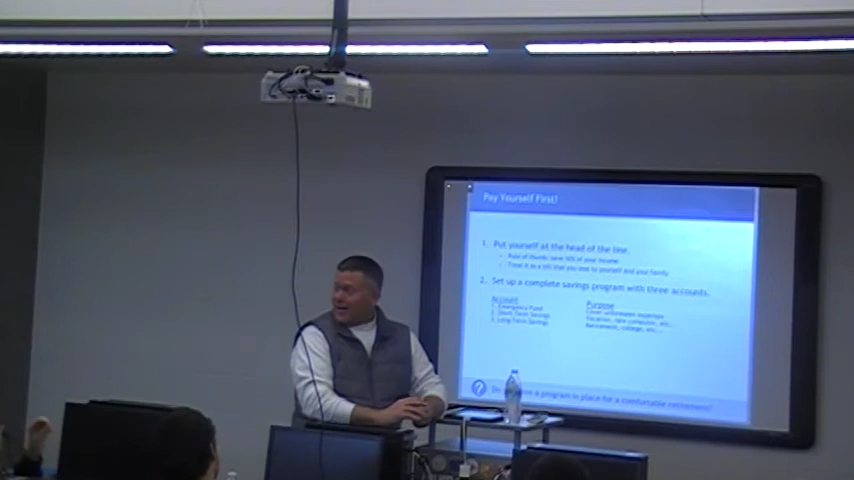 Pay Yourself First!
1. Put yourself at the head of the line.
- Rule of thumb: save 10% of your income
- Treat it as a bill that you owe to yourself and your family
2. Set up a complete savings program with three accounts.
Account Purpose
1. Emergency Fund Cover unforeseen expenses
2. Short Term Savings Vacation, new computer, etc...
3. Long Term Savings Retirement, college, etc...
? Do a program in place for a comfortable retirement?